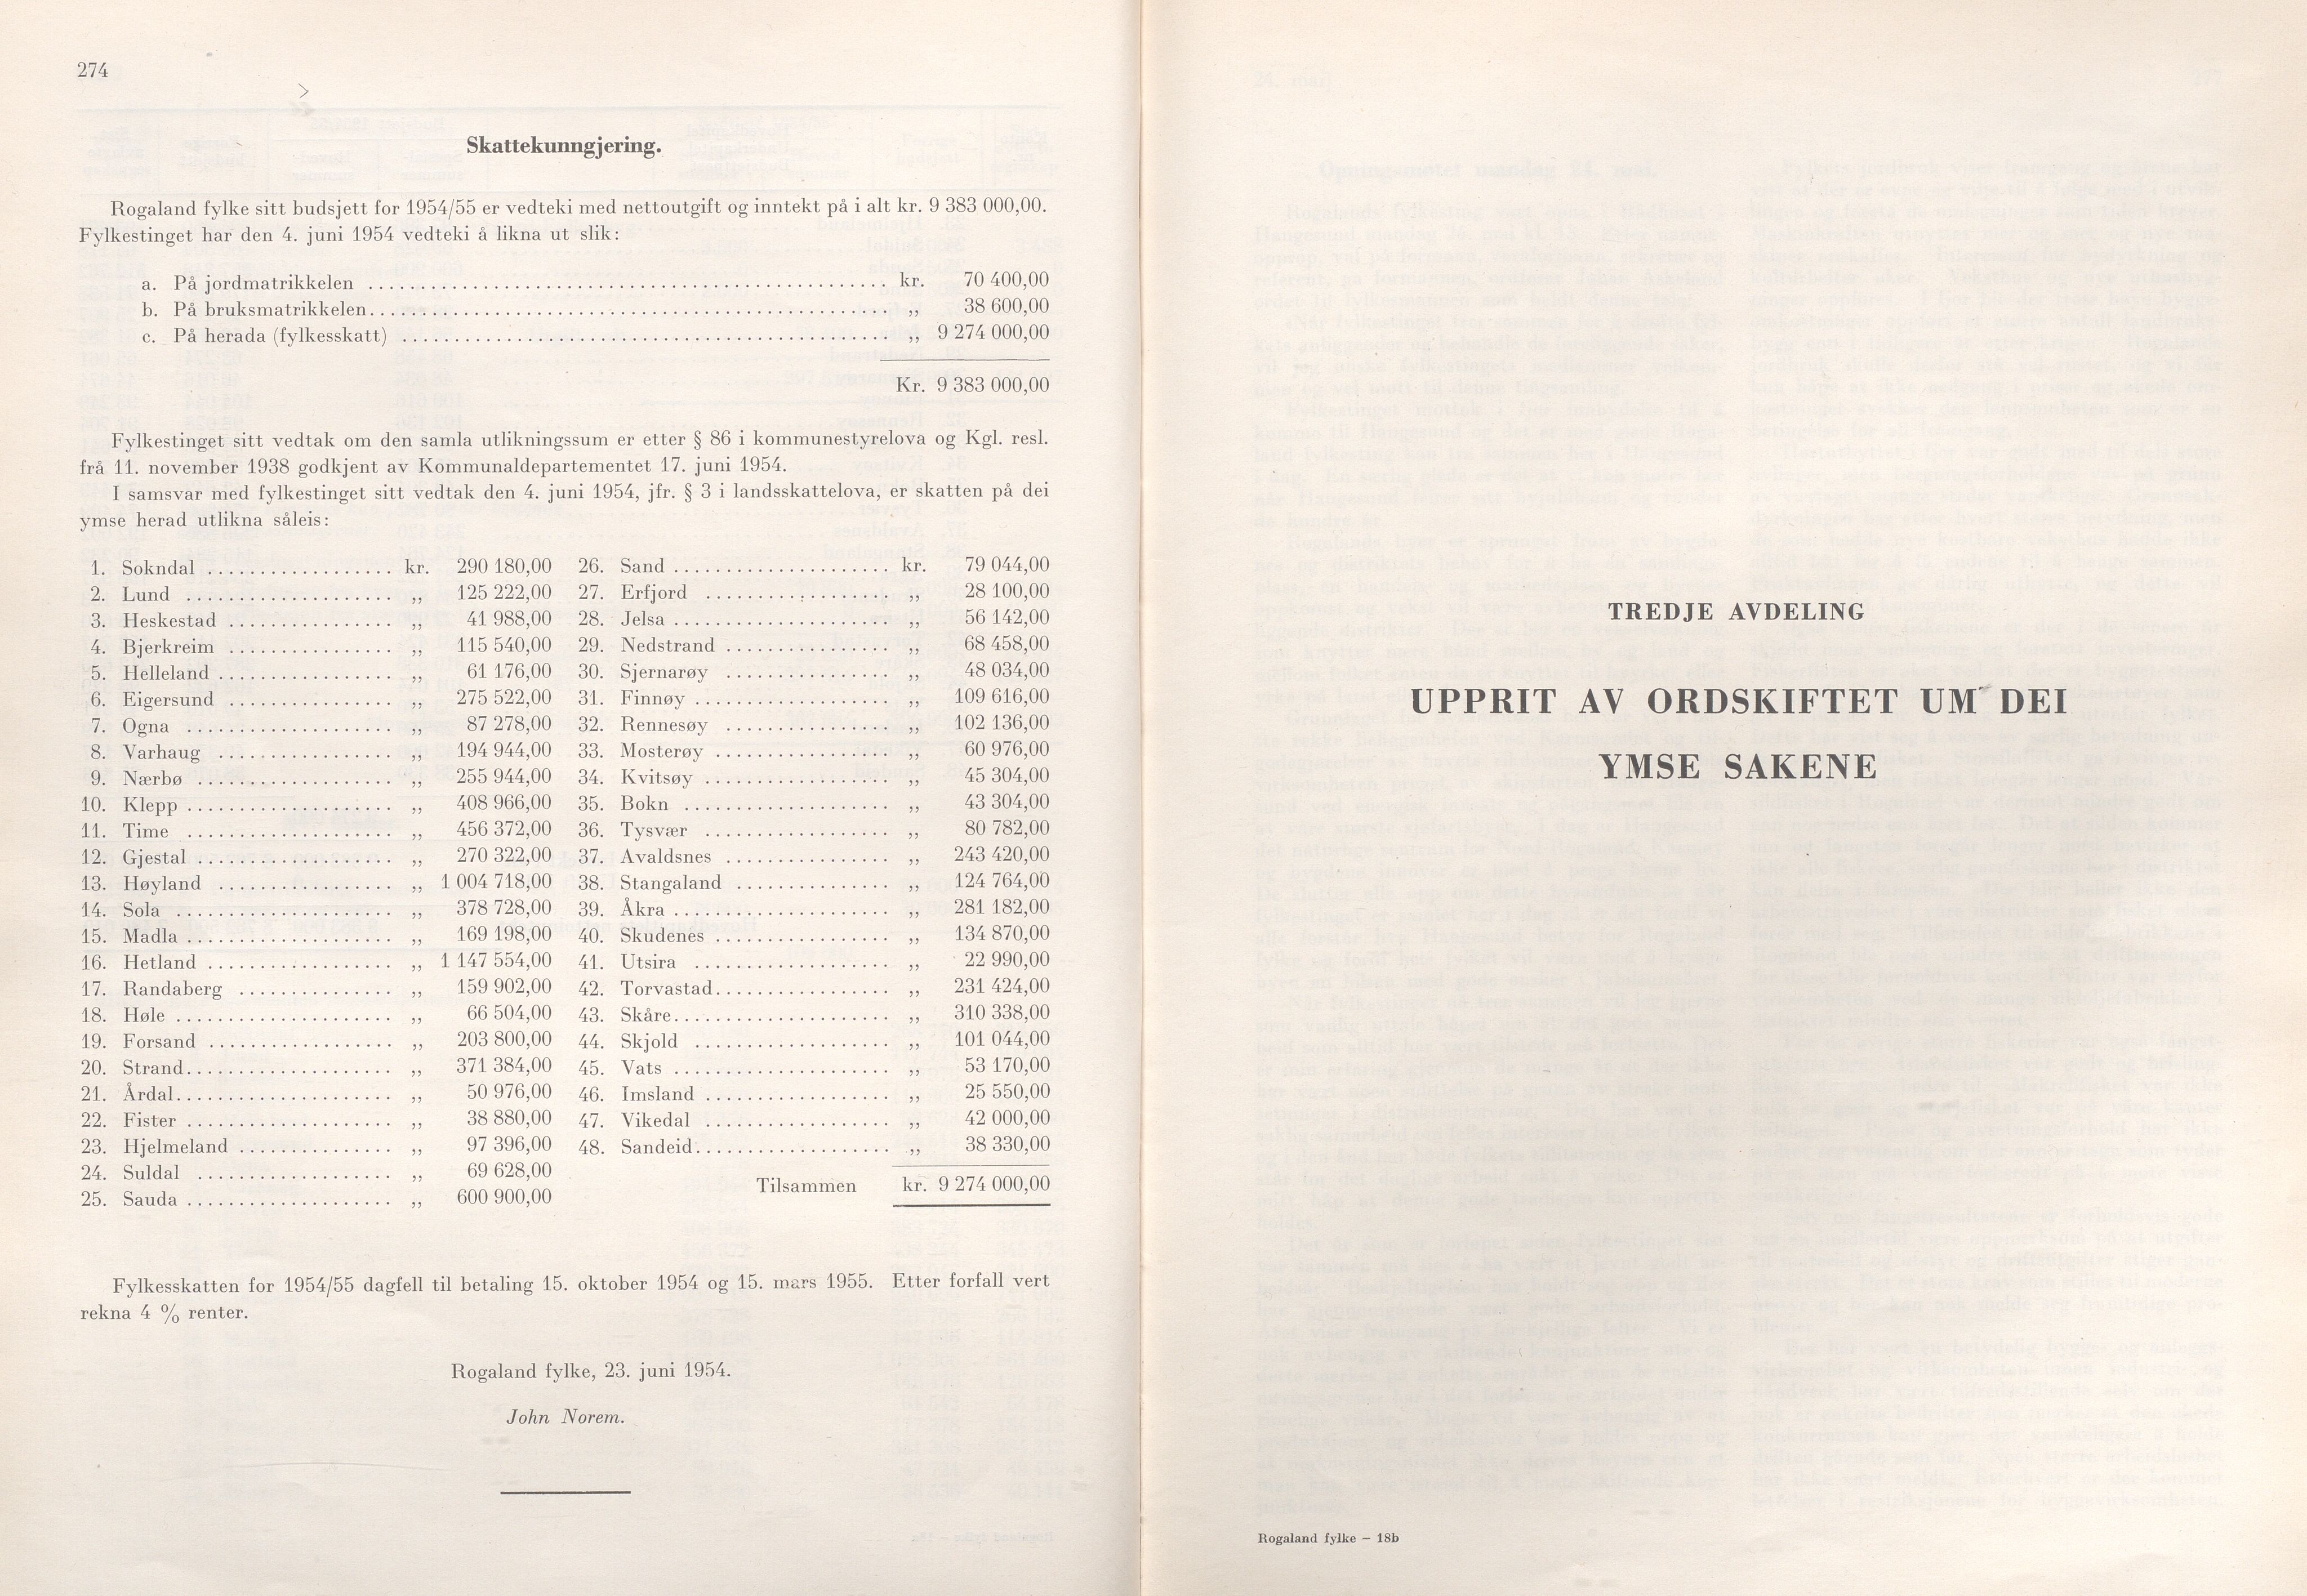 274
Skattekunngjering.
Rogaland fylke sitt budsjett for 1954/55 er vedteki med nettoutgift og inntekt på i alt kr. 9 383 000,00.
Fylkestinget har den 4. juni 1954 vedteki å likna ut slik:
a. På jordmatrikkelen .................... kr. 70 400,00
b. På bruksmatrikkelen .................... ,, 38 600,00
c. På herada (fylkesskatt) .................... ,, 9 274 000,00
Kr. 9 383 000,00
Fylkestinget sitt vedtak om den samla utlikningssum er etter § 86 i kommunestyrelova og Kgl. resl.
frå 11. november 1938 godkjent av Kommunaldepartementet 17. juni 1954.
I samsvar med fylkestinget sitt vedtak den 4. juni 1954, jfr. § 3 i landsskattelova, er skatten på dei
ymse herad utlikna såleis:
1. Sokndal .......... kr. 290 180,00
2. Lund .......... ,, 125 222,00
3. Heskestad .......... ,, 41 988,00
4. Bjerkreim .......... ,, 115 540,00
5. Helleland .......... ,, 61 176,00
6. Eigersund .......... ,, 275 522,00
7. Ogna .......... ,, 87 278,00
8. Varhaug .......... ,, 194 944,00
9. Nærbø .......... ,, 255 944,00
10. Klepp .......... ,, 408 966,00
11. Time .......... ,, 456 372,00
12. Gjestal .......... ,, 270 322,00
13. Høyland .......... ,, 1 004 718,00
14. Sola .......... ,, 378 728,00
15. Madla .......... ,, 169 198,00
16. Hetland .......... ,, 1 147 554,00
17. Randaberg .......... ,, 159 902,00
18. Høle .......... ,, 66 504,00
19. Forsand .......... ,, 203 800,00
20. Strand .......... ,, 371 384,00
21. Årdal .......... ,, 50 976,00
22. Fister .......... ,, 38 880,00
23. Hjelmeland .......... ,, 97 396,00
24. Suldal .......... ,, 69 628,00
25. Sauda .......... ,, 600 900,00
26. Sand .......... kr. 79 044,00
27. Erfjord .......... ,, 28 100,00
28. Jelsa .......... ,, 56 142,00
29. Nedstrand .......... ,, 68 458,00
30. Sjernarøy .......... ,, 48 034,00
31. Finnøy .......... ,, 109 616,00
32. Rennesøy .......... ,, 102 136,00
33. Mosterøy .......... ,, 60 976,00
34. Kvitsøy .......... ,, 45 304,00
35. Bokn .......... ,, 43 304,00
36. Tysvær .......... ,, 80 782,00
37. Avaldsnes .......... ,, 243 420,00
38. Stangaland .......... ,, 124 764,00
39. Åkra .......... ,, 281 182,00
40. Skudenes .......... ,, 134 870,00
41. Utsira .......... ,, 22 990,00
42. Torvastad .......... ,, 231 424,00
43. Skåre .......... ,, 310 338,00
44. Skjold .......... ,, 101 044,00
45. Vats .......... ,, 53 170,00
46. Imsland .......... ,, 25 550,00
47. Vikedal .......... ,, 42 000,00
48. Sandeid .......... ,, 38 330,00
Tilsammen kr. 9 274 000,00
Fylkesskatten for 1954/55 dagfell til betaling 15. oktober 1954 og 15. mars 1955. Etter forfall vert
rekna 4 % renter.
Rogaland fylke, 23. juni 1954.
John Norem.
TREDJE AVDELING
UPPRIT AV ORDSKIFTET UM DEI
YMSE SAKENE
Rogaland fylke – 18b